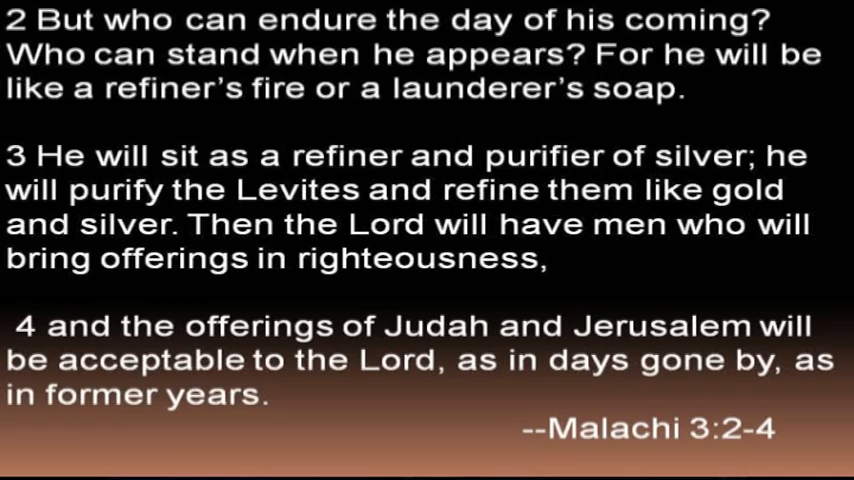 2 But who can endure the day of his coming?
Who can stand when he appears? For he will be
like a refiner’s fire or a launderer’s soap.
3 He will sit as a refiner and purifier of silver; he
will purify the Levites and refine them like gold
and silver. Then the Lord will have men who will
bring offerings in righteousness,
4 and the offerings of Judah and Jerusalem will
be acceptable to the Lord, as in days gone by, as
in former years.
--Malachi 3:2-4